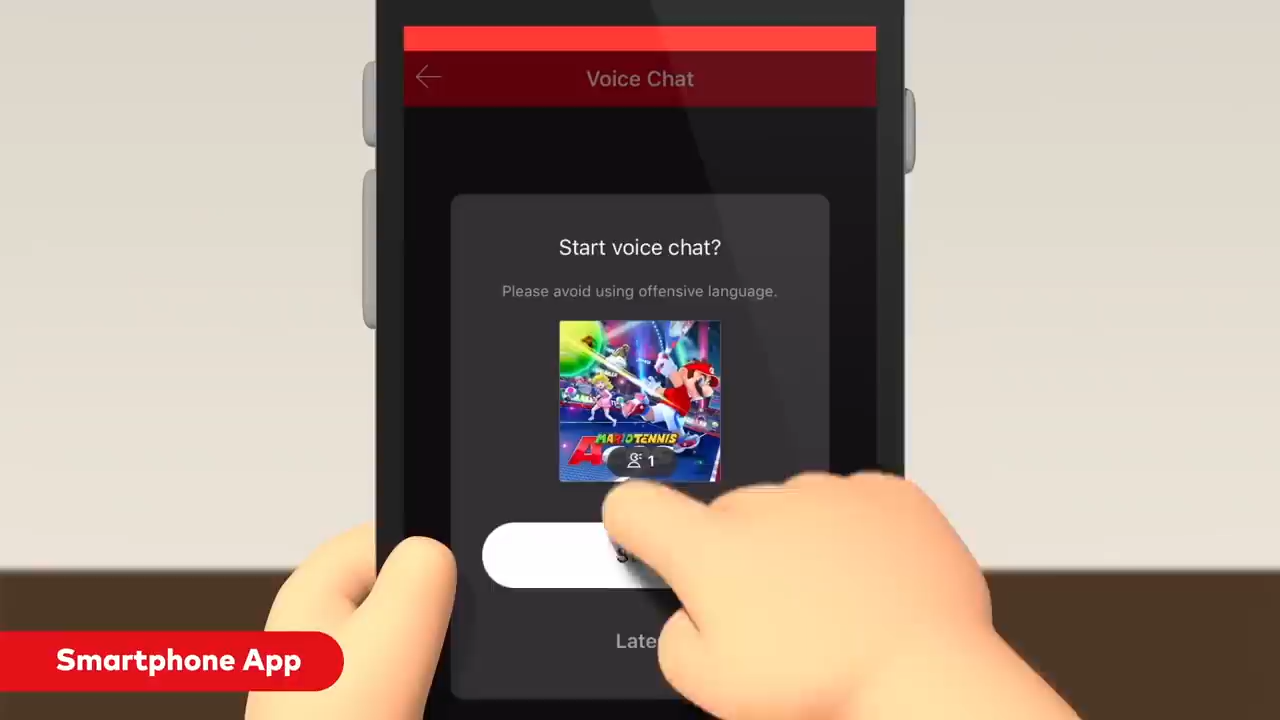 Voice Chat
Start voice chat?
Please avoid using offensive language.
MARIO TENNIS
A
1
Smartphone App